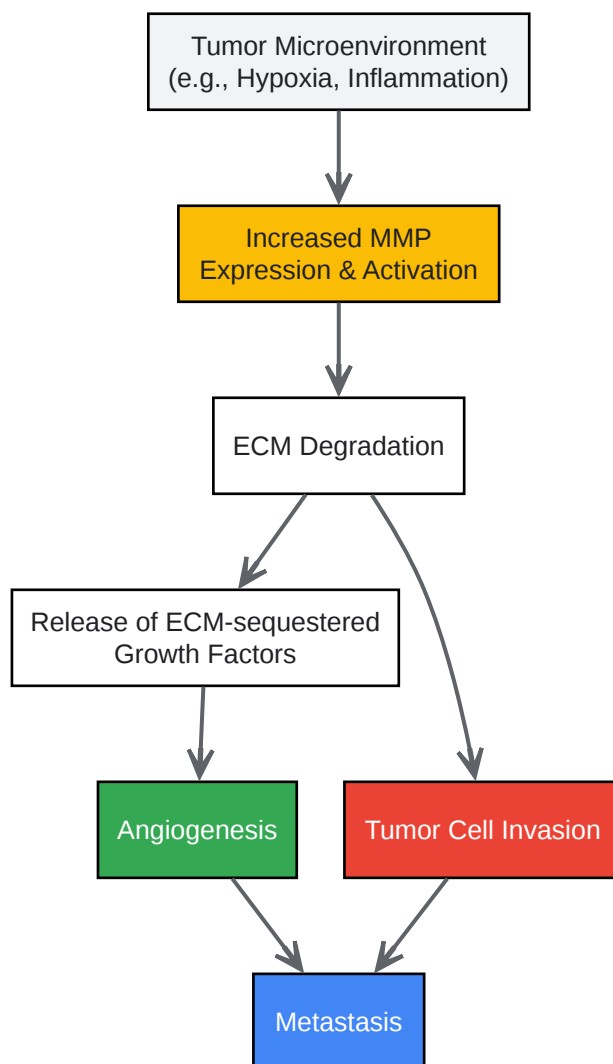 Tumor Microenvironment
(e.g., Hypoxia, Inflammation)
Increased MMP
Expression & Activation
ECM Degradation
Release of ECM-sequestered
Growth Factors
Angiogenesis
Tumor Cell Invasion
Metastasis